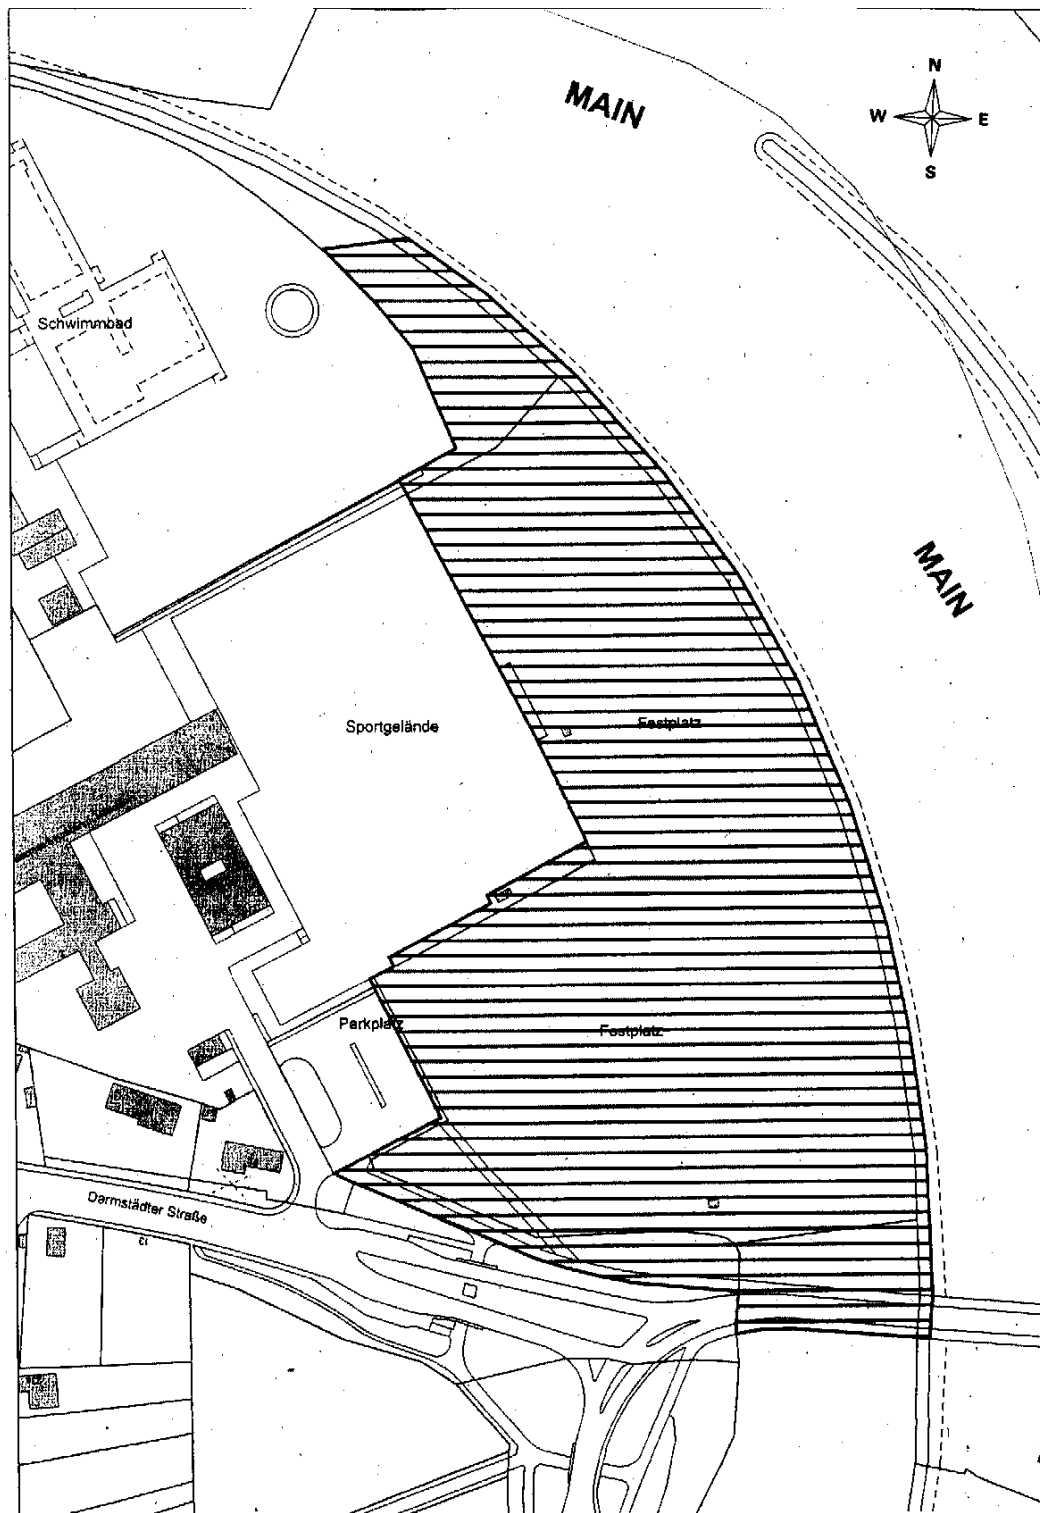 N
MAIN
W E
S
Schwimmbad
MAIN
Sportgelände
Festplatz
Parkplatz
Festplatz
Darmstädter Straße